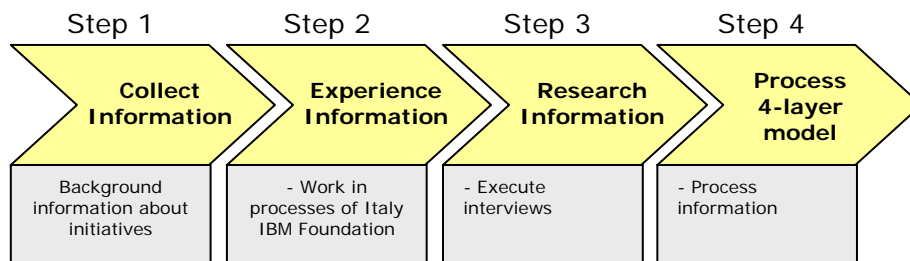 Step 1
Step 2
Step 3
Step 4
Collect
Information
Experience
Information
Research
Information
Process
4-layer
model
Background
information about
initiatives
- Work in
processes of Italy
IBM Foundation
- Execute
interviews
- Process
information